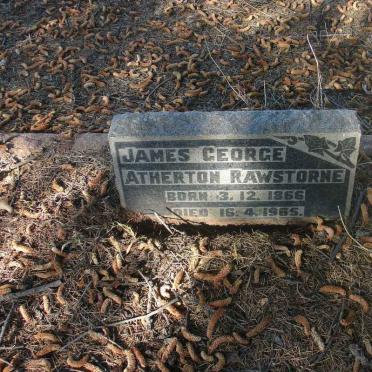 JAMES GEORGE
ATHERTON RAWSTORNE
BORN 3.12.1866
DIED 16.4.1965.